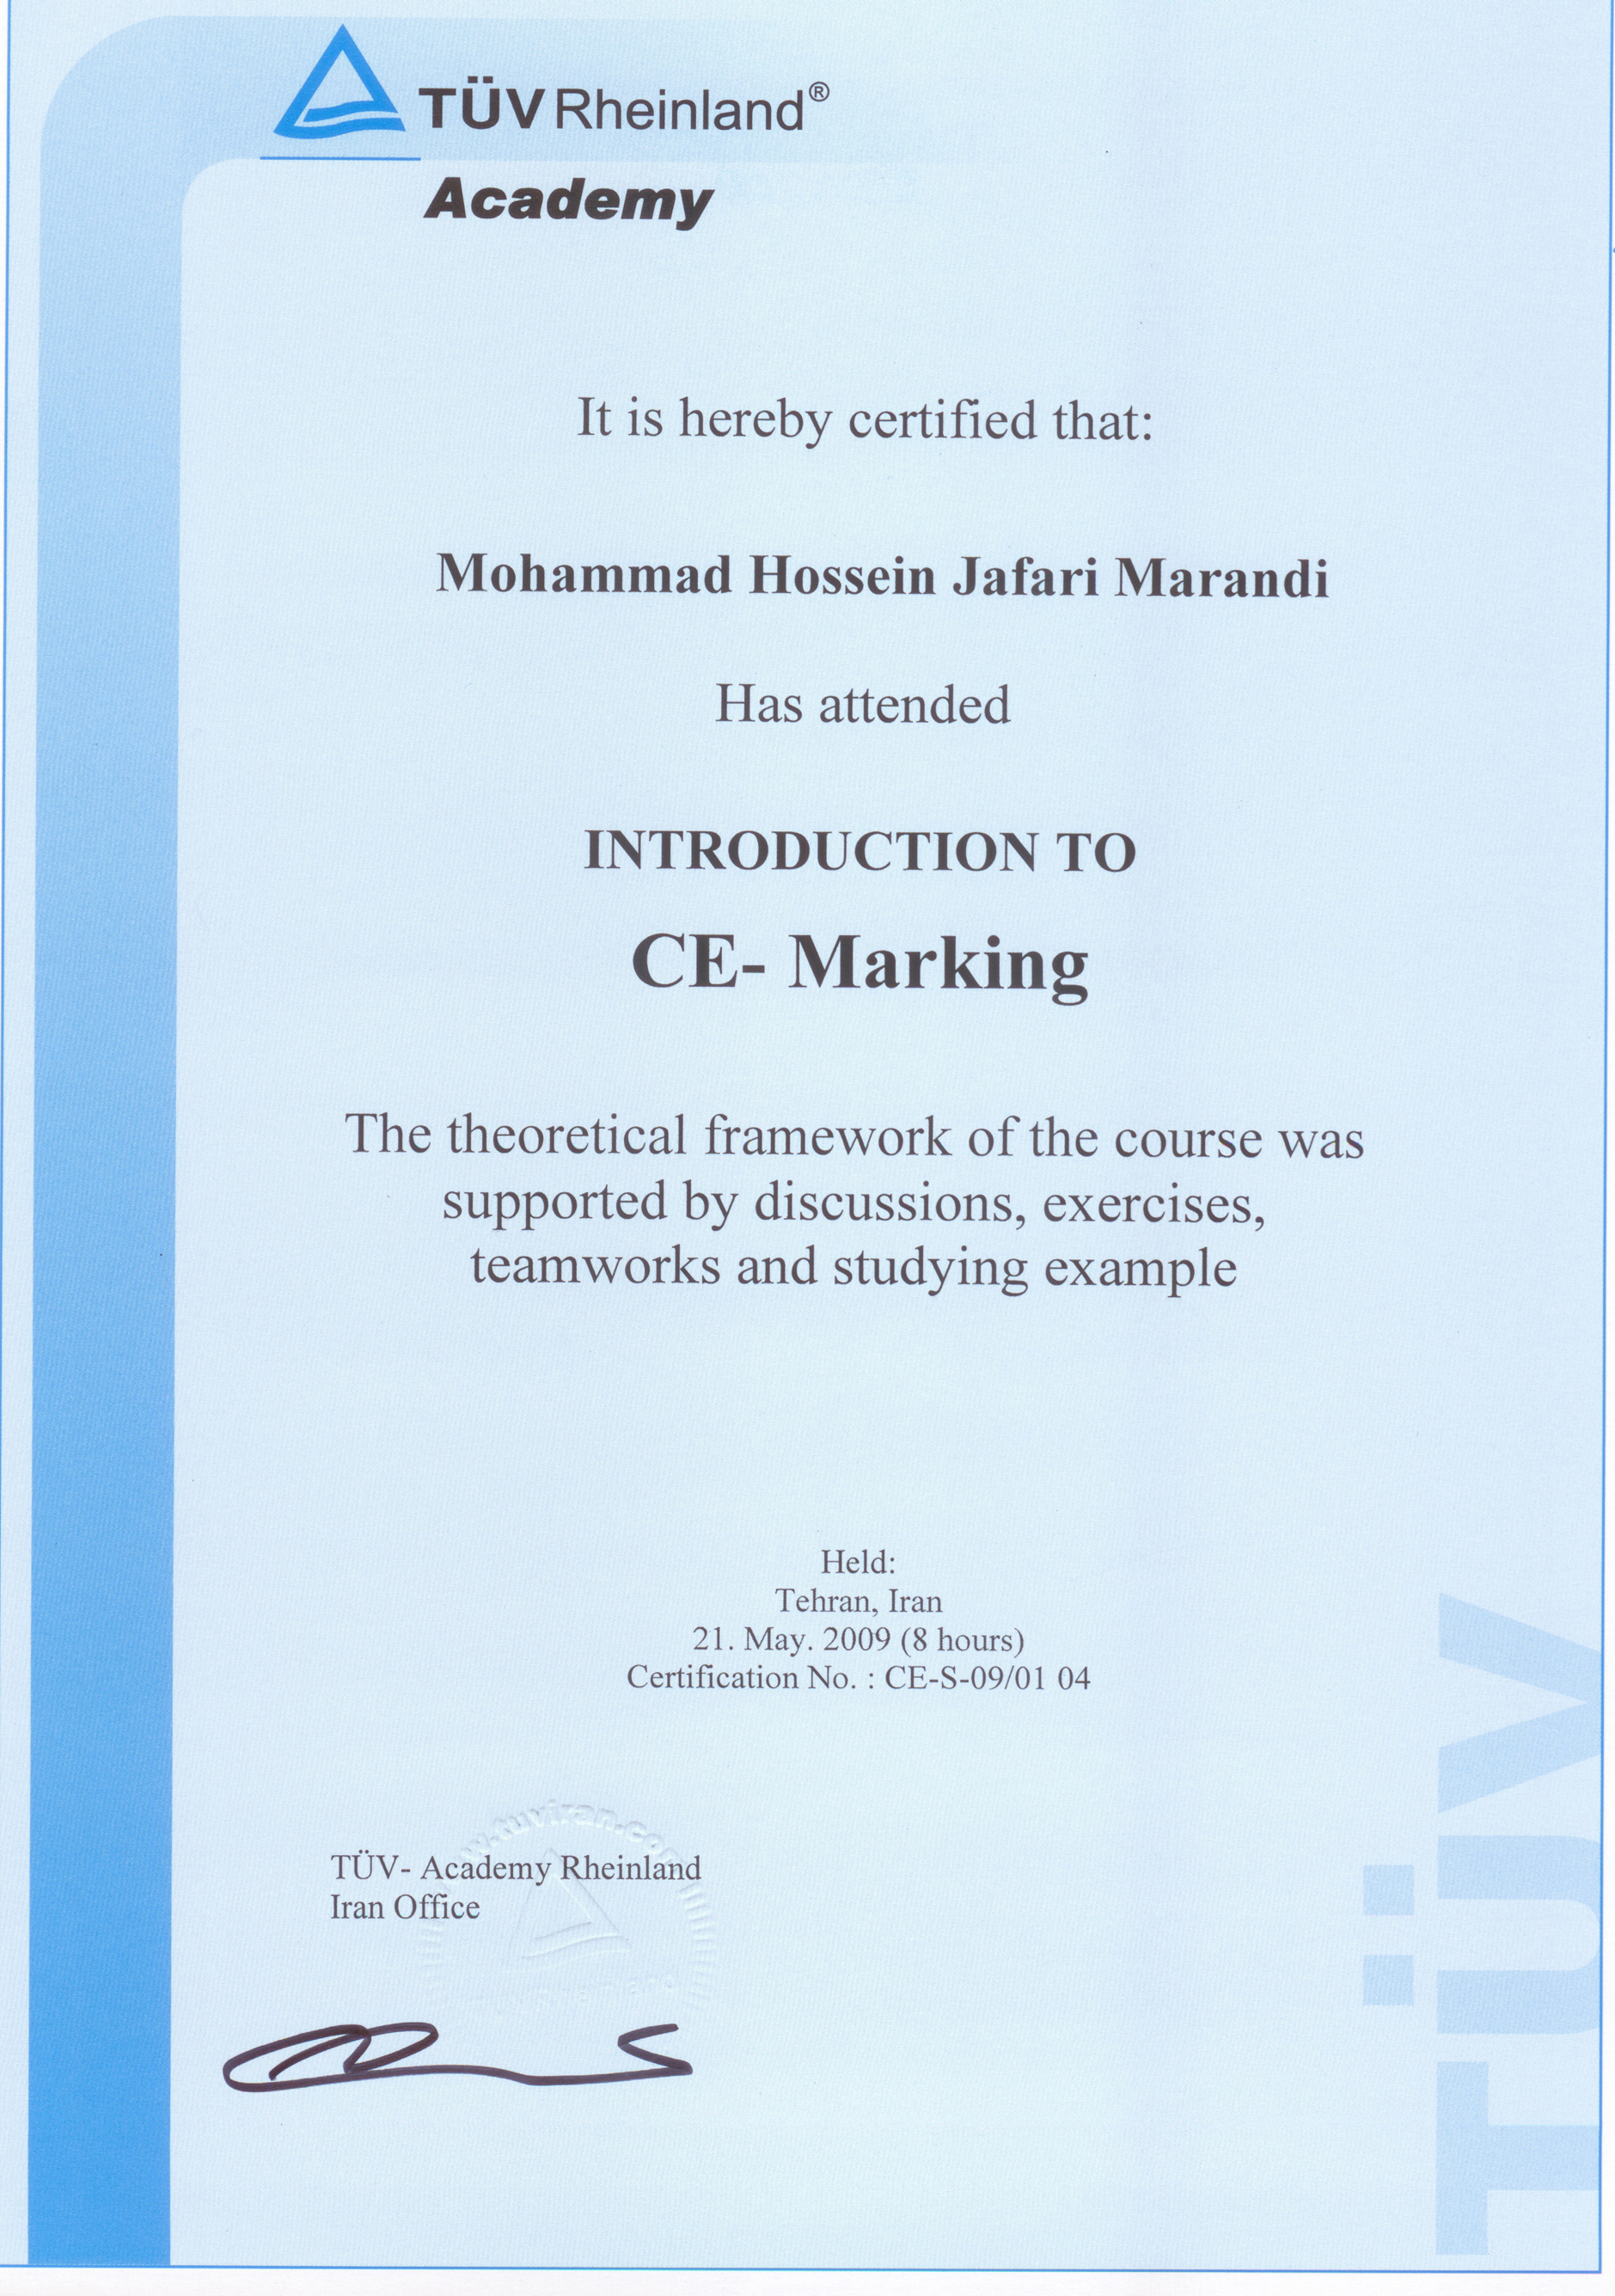 TÜV Rheinland®
Academy
It is hereby certified that:
Mohammad Hossein Jafari Marandi
Has attended
INTRODUCTION TO
CE- Marking
The theoretical framework of the course was
supported by discussions, exercises,
teamworks and studying example
Held:
Tehran, Iran
21. May. 2009 (8 hours)
Certification No. : CE-S-09/01 04
www.tuviran.com
TÜV- Academy Rheinland
Iran Office
TÜV Rheinland
TÜV